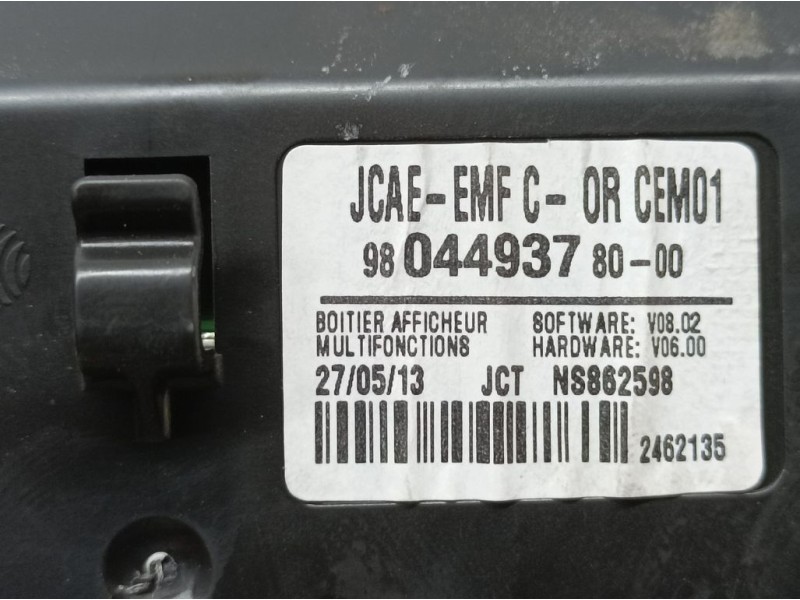 JCAE-EMF C- OR CEM01
98 044937 80-00
BOITIER AFFICHEUR SOFTWARE: V08.02
MULTIFONCTIONS HARDWARE: V06.00
27/05/13 JCT NS862598
2462135